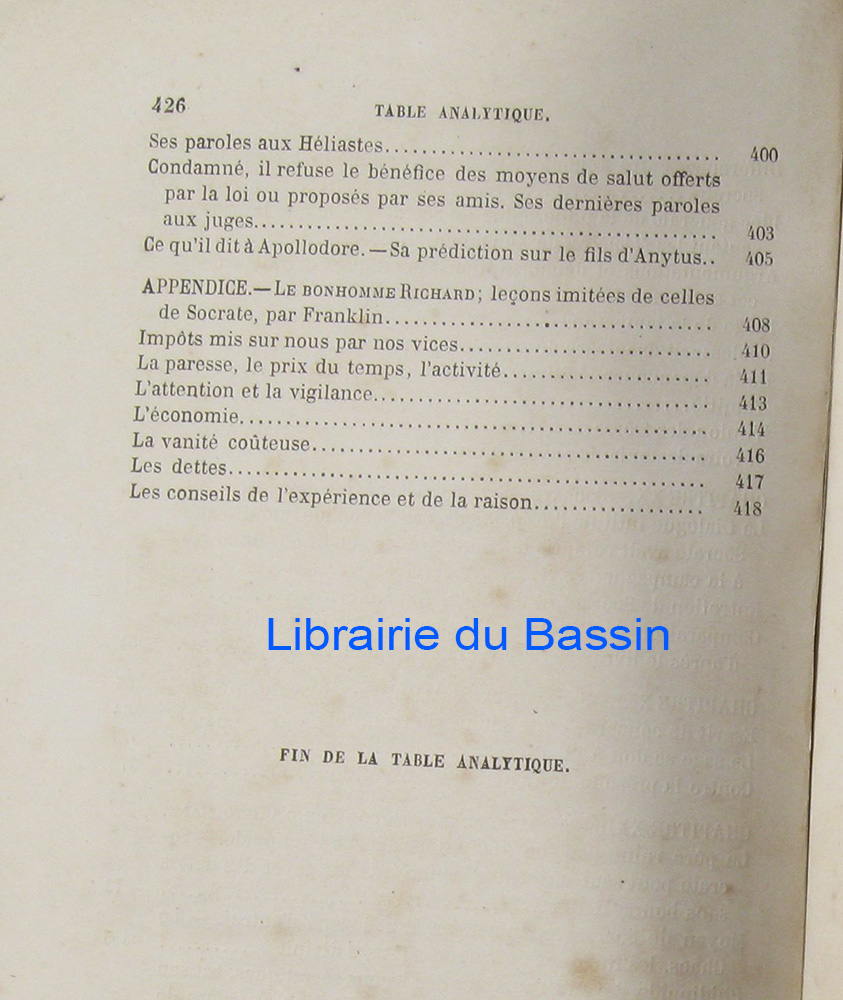 426 TABLE ANALYTIQUE.
Ses paroles aux Héliastes.................................. 400
Condamné, il refuse le bénéfice des moyens de salut offerts
par la loi ou proposés par ses amis. Ses dernières paroles
aux juges.................................................. 403
Ce qu'il dit à Apollodore.—Sa prédiction sur le fils d'Anytus.. 405
APPENDICE.—LE BONHOMME RICHARD; leçons imitées de celles
de Socrate, par Franklin.................................. 408
Impôts mis sur nous par nos vices.......................... 410
La paresse, le prix du temps, l'activité..................... 411
L'attention et la vigilance.................................. 413
L'économie.................................................. 414
La vanité coûteuse.......................................... 416
Les dettes.................................................. 417
Les conseils de l'expérience et de la raison.................. 418
Librairie du Bassin
FIN DE LA TABLE ANALYTIQUE.